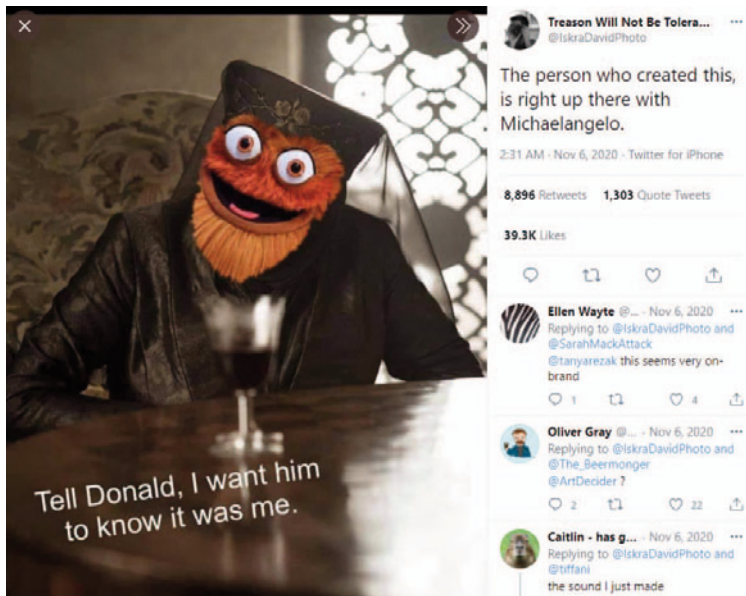 Tell Donald, I want him
to know it was me.
Treason Will Not Be Tolera...
@IskraDavidPhoto
The person who created this,
is right up there with
Michaelangelo.
2:31 AM · Nov 6, 2020 · Twitter for iPhone
8,896 Retweets 1,303 Quote Tweets
39.3K Likes
Ellen Wayte @... · Nov 6, 2020
Replying to @IskraDavidPhoto and
@SarahMackAttack
@tanyarezak this seems very on-
brand
1 4
Oliver Gray @... · Nov 6, 2020
Replying to @IskraDavidPhoto and
@The_Beermonger
@ArtDecider ?
2 22
Caitlin - has g... · Nov 6, 2020
Replying to @IskraDavidPhoto and
@tiffani
the sound I just made